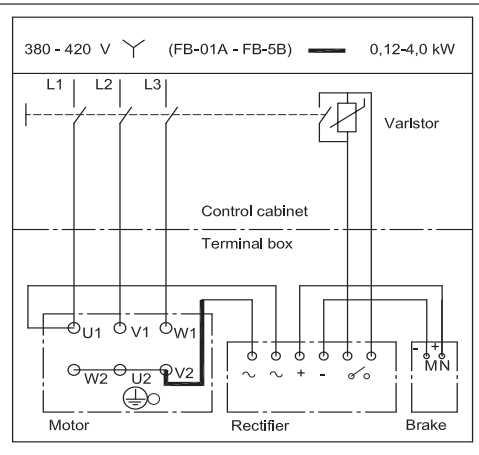 380 - 420 V (FB-01A - FB-5B) 0,12-4,0 kW
L1 L2 L3
Varistor
Control cabinet
Terminal box
U1 V1 W1
- +
M N
W2 U2 V2
~ ~ + -
Motor Rectifier Brake